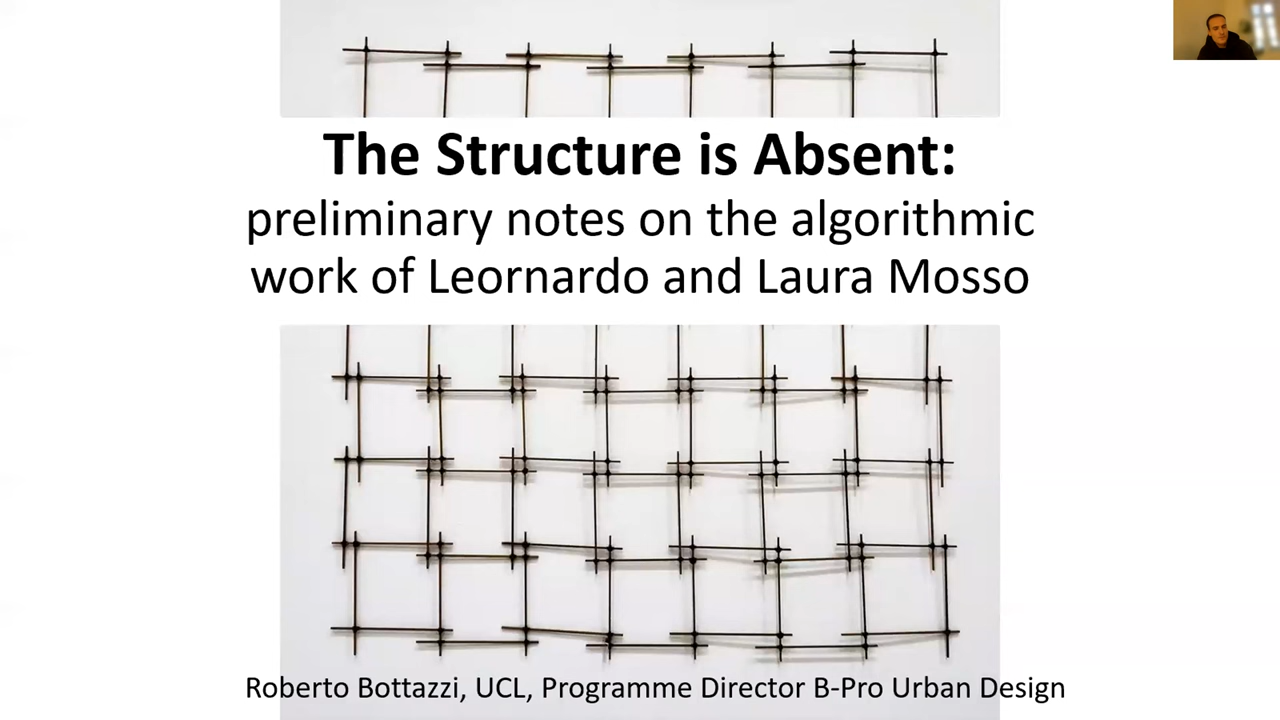 The Structure is Absent:
preliminary notes on the algorithmic
work of Leornardo and Laura Mosso
Roberto Bottazzi, UCL, Programme Director B-Pro Urban Design